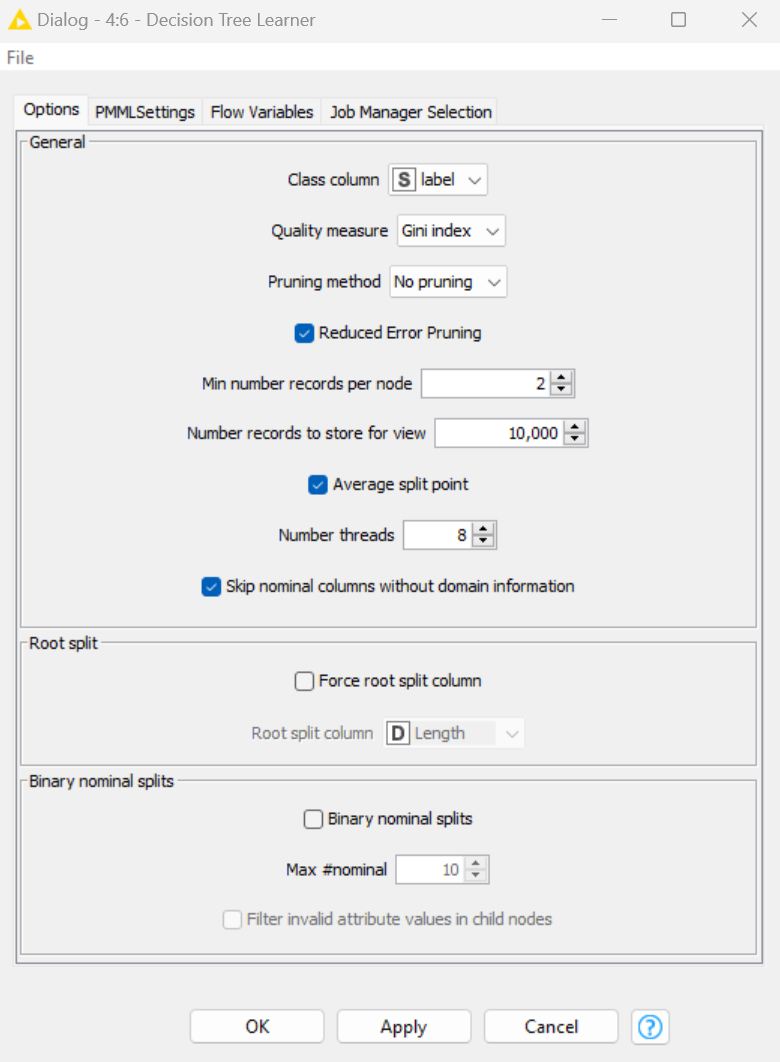 Dialog - 4:6 - Decision Tree Learner
File
Options PMMLSettings Flow Variables Job Manager Selection
General
Class column S label
Quality measure Gini index
Pruning method No pruning
Reduced Error Pruning
Min number records per node 2
Number records to store for view 10,000
Average split point
Number threads 8
Skip nominal columns without domain information
Root split
Force root split column
Root split column D Length
Binary nominal splits
Binary nominal splits
Max #nominal 10
Filter invalid attribute values in child nodes
OK Apply Cancel ?